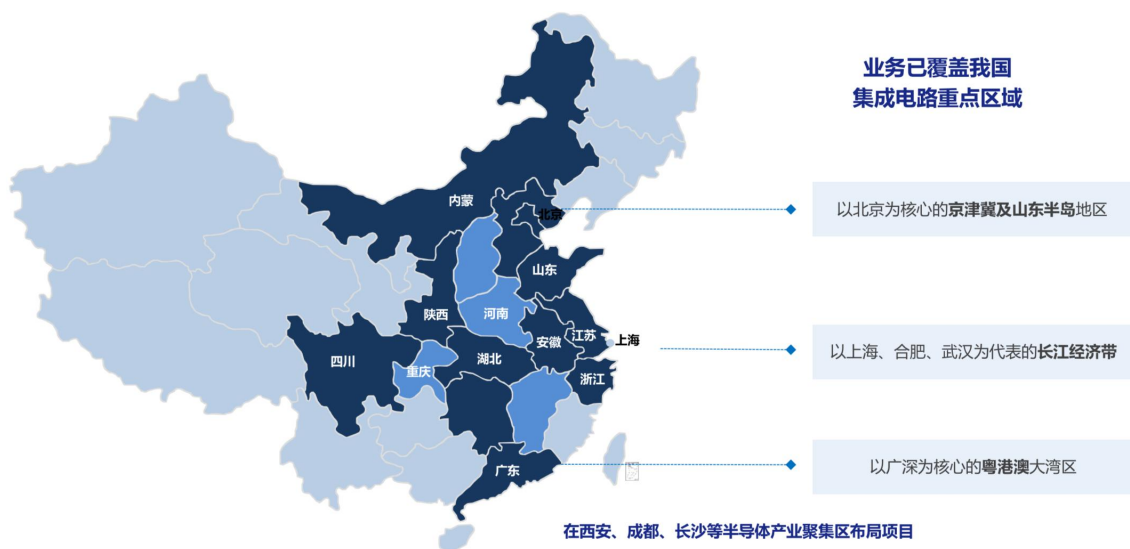 业务已覆盖我国
集成电路重点区域
内蒙
北京
以北京为核心的京津冀及山东半岛地区
山东
陕西
河南
江苏
上海
安徽
四川
重庆
湖北
浙江
以上海、合肥、武汉为代表的长江经济带
广东
以广深为核心的粤港澳大湾区
在西安、成都、长沙等半导体产业聚集区布局项目